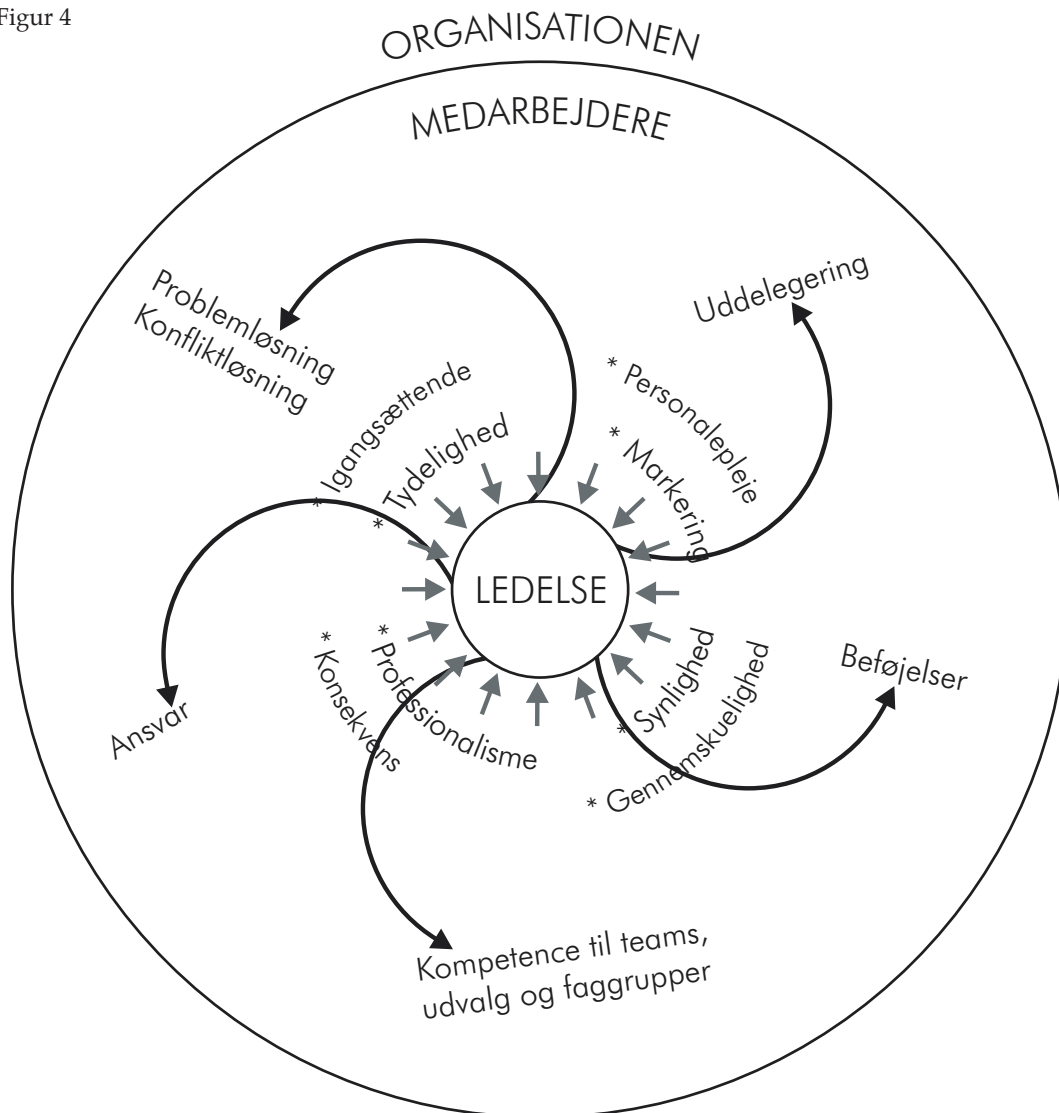 Figur 4
ORGANISATIONEN
MEDARBEJDERE
Problemløsning
Konfliktløsning
Uddelegering
* Igangsættende
* Tydelighed
* Personalepleje
* Markering
LEDELSE
* Professionalisme
* Konsekvens
* Synlighed
* Gennemskuelighed
Beføjelser
Ansvar
Kompetence til teams,
udvalg og faggrupper